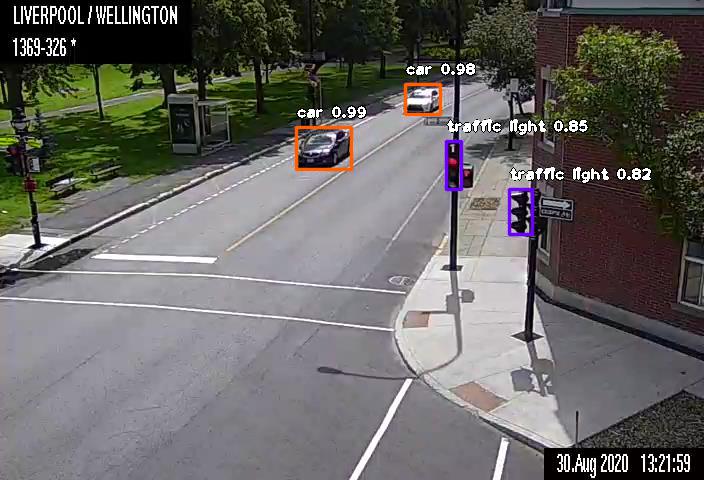 LIVERPOOL / WELLINGTON
1369-326 *
car 0.98
car 0.99
traffic light 0.85
traffic light 0.82
30.Aug 2020 13:21:59